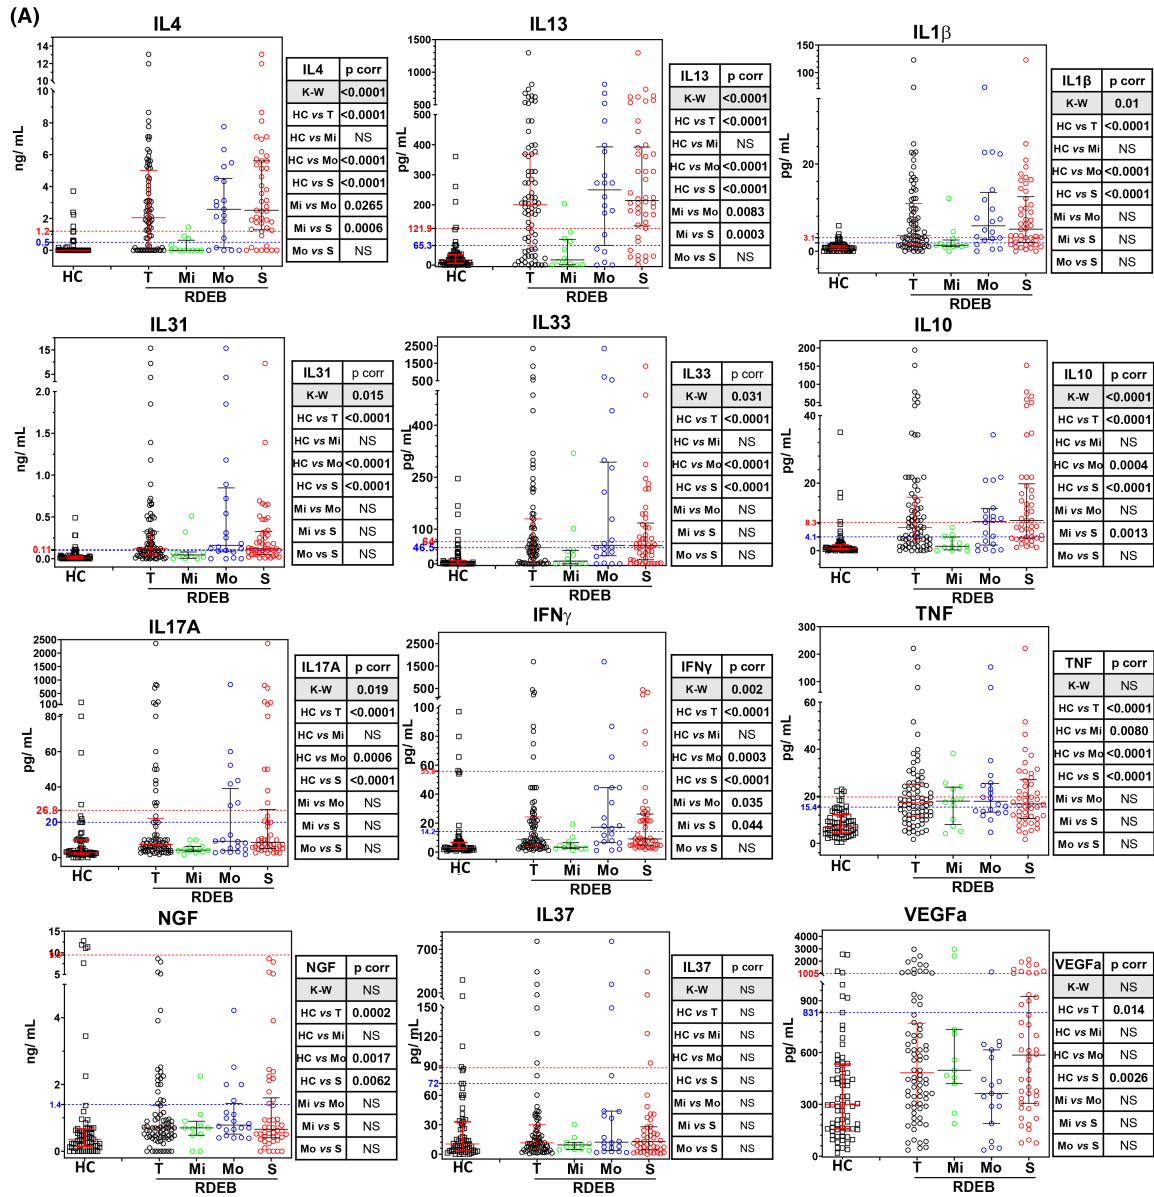 (A)
IL4
ng/ mL
14
12
10
10
8
6
4
2
1.2
0.5
0
HC
T
Mi
Mo
S
RDEB
IL4 p corr
K-W <0.0001
HC vs T <0.0001
HC vs Mi NS
HC vs Mo <0.0001
HC vs S <0.0001
Mi vs Mo 0.0265
Mi vs S 0.0006
Mo vs S NS
IL13
pg/ mL
1500
1000
500
500
400
300
200
121.9
100
65.3
0
HC
T
Mi
Mo
S
RDEB
IL13 p corr
K-W <0.0001
HC vs T <0.0001
HC vs Mi NS
HC vs Mo <0.0001
HC vs S <0.0001
Mi vs Mo 0.0083
Mi vs S 0.0003
Mo vs S NS
IL1β
pg/ mL
150
100
50
20
3.1
0
HC
T
Mi
Mo
S
RDEB
IL1β p corr
K-W 0.01
HC vs T <0.0001
HC vs Mi NS
HC vs Mo <0.0001
HC vs S <0.0001
Mi vs Mo NS
Mi vs S NS
Mo vs S NS
IL31
ng/ mL
15
10
5
2.0
1.5
1.0
0.5
0.11
0.0
HC
T
Mi
Mo
S
RDEB
IL31 p corr
K-W 0.015
HC vs T <0.0001
HC vs Mi NS
HC vs Mo <0.0001
HC vs S <0.0001
Mi vs Mo NS
Mi vs S NS
Mo vs S NS
IL33
pg/ mL
2500
1500
500
400
250
100
64
46.5
0
HC
T
Mi
Mo
S
RDEB
IL33 p corr
K-W 0.031
HC vs T <0.0001
HC vs Mi NS
HC vs Mo <0.0001
HC vs S <0.0001
Mi vs Mo NS
Mi vs S NS
Mo vs S NS
IL10
pg/ mL
200
150
100
50
40
20
8.3
4.1
0
HC
T
Mi
Mo
S
RDEB
IL10 p corr
K-W <0.0001
HC vs T <0.0001
HC vs Mi NS
HC vs Mo 0.0004
HC vs S <0.0001
Mi vs Mo NS
Mi vs S 0.0013
Mo vs S NS
IL17A
pg/ mL
2500
2000
1500
1000
500
100
80
60
40
26.8
20
0
HC
T
Mi
Mo
S
RDEB
IL17A p corr
K-W 0.019
HC vs T <0.0001
HC vs Mi NS
HC vs Mo 0.0006
HC vs S <0.0001
Mi vs Mo NS
Mi vs S NS
Mo vs S NS
IFNγ
pg/ mL
2500
1500
500
100
80
60
55.8
40
20
14.2
0
HC
T
Mi
Mo
S
RDEB
IFNγ p corr
K-W 0.002
HC vs T <0.0001
HC vs Mi NS
HC vs Mo 0.0003
HC vs S <0.0001
Mi vs Mo 0.035
Mi vs S 0.044
Mo vs S NS
TNF
pg/ mL
300
200
100
60
40
20
15.4
0
HC
T
Mi
Mo
S
RDEB
TNF p corr
K-W NS
HC vs T <0.0001
HC vs Mi 0.0080
HC vs Mo <0.0001
HC vs S <0.0001
Mi vs Mo NS
Mi vs S NS
Mo vs S NS
NGF
ng/ mL
15
10
5
4
2
1.4
0
HC
T
Mi
Mo
S
RDEB
NGF p corr
K-W NS
HC vs T 0.0002
HC vs Mi NS
HC vs Mo 0.0017
HC vs S 0.0062
Mi vs Mo NS
Mi vs S NS
Mo vs S NS
IL37
pg/ mL
700
200
150
120
90
88
72
60
30
0
HC
T
Mi
Mo
S
RDEB
IL37 p corr
K-W NS
HC vs T NS
HC vs Mi NS
HC vs Mo NS
HC vs S NS
Mi vs Mo NS
Mi vs S NS
Mo vs S NS
VEGFa
pg/ mL
4000
3000
2000
1005
900
831
600
300
0
HC
T
Mi
Mo
S
RDEB
VEGFa p corr
K-W NS
HC vs T 0.014
HC vs Mi NS
HC vs Mo NS
HC vs S 0.0026
Mi vs Mo NS
Mi vs S NS
Mo vs S NS